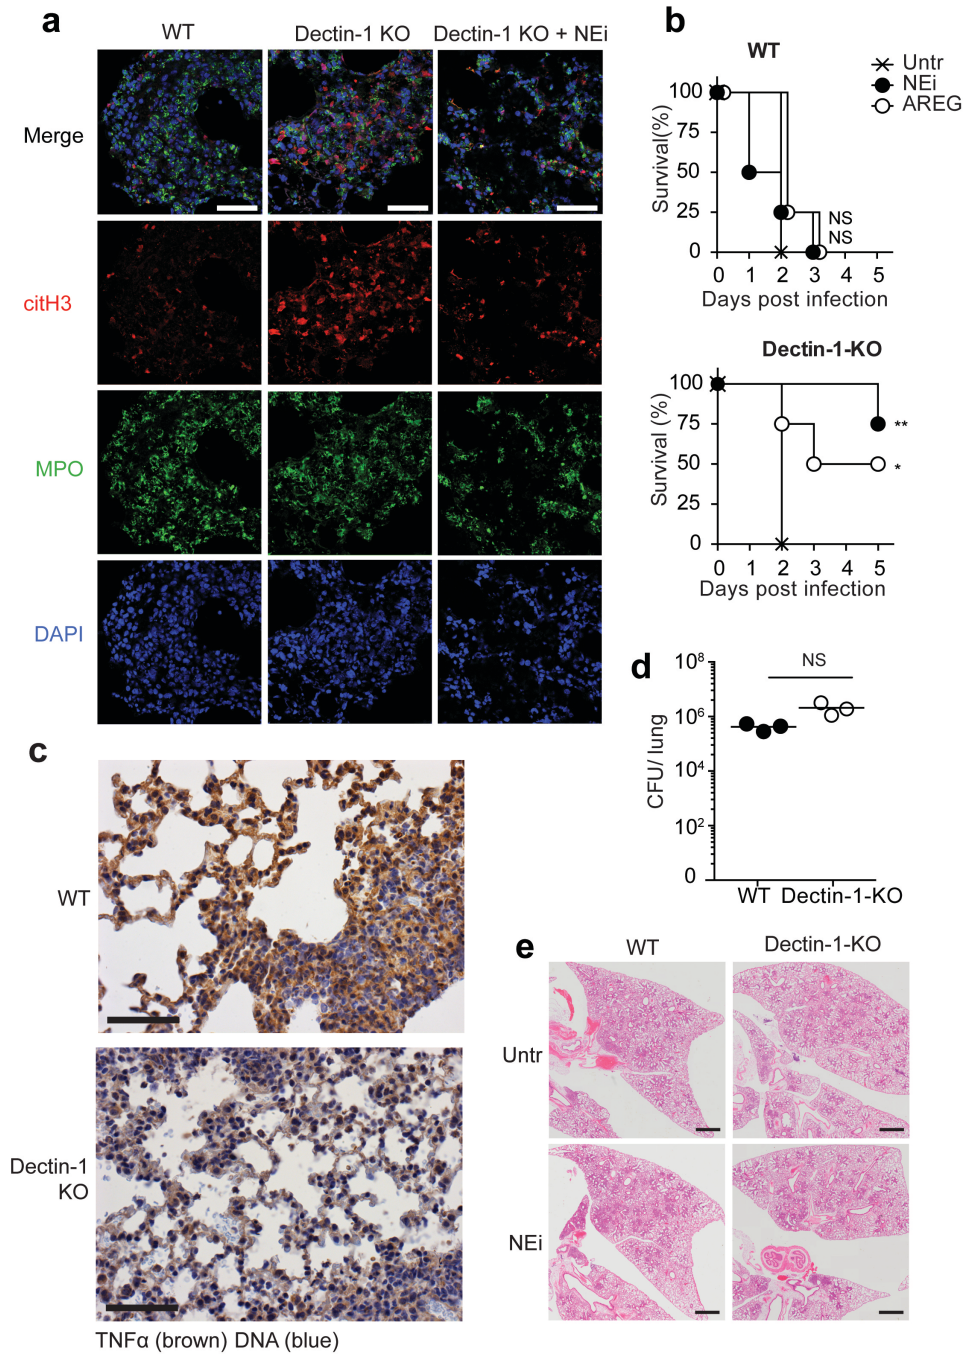 a
WT
Dectin-1 KO
Dectin-1 KO + NEi
Merge
citH3
MPO
DAPI
b
WT
Untr
NEi
AREG
Survival(%)
100
75
50
25
0
NS
NS
0 1 2 3 4 5
Days post infection
Dectin-1-KO
Survival (%)
100
75
50
25
0
**
*
0 1 2 3 4 5
Days post infection
c
WT
Dectin-1
KO
TNFα (brown) DNA (blue)
d
CFU/ lung
10⁸
10⁶
10⁴
10²
0
NS
WT Dectin-1-KO
e
WT
Dectin-1-KO
Untr
NEi